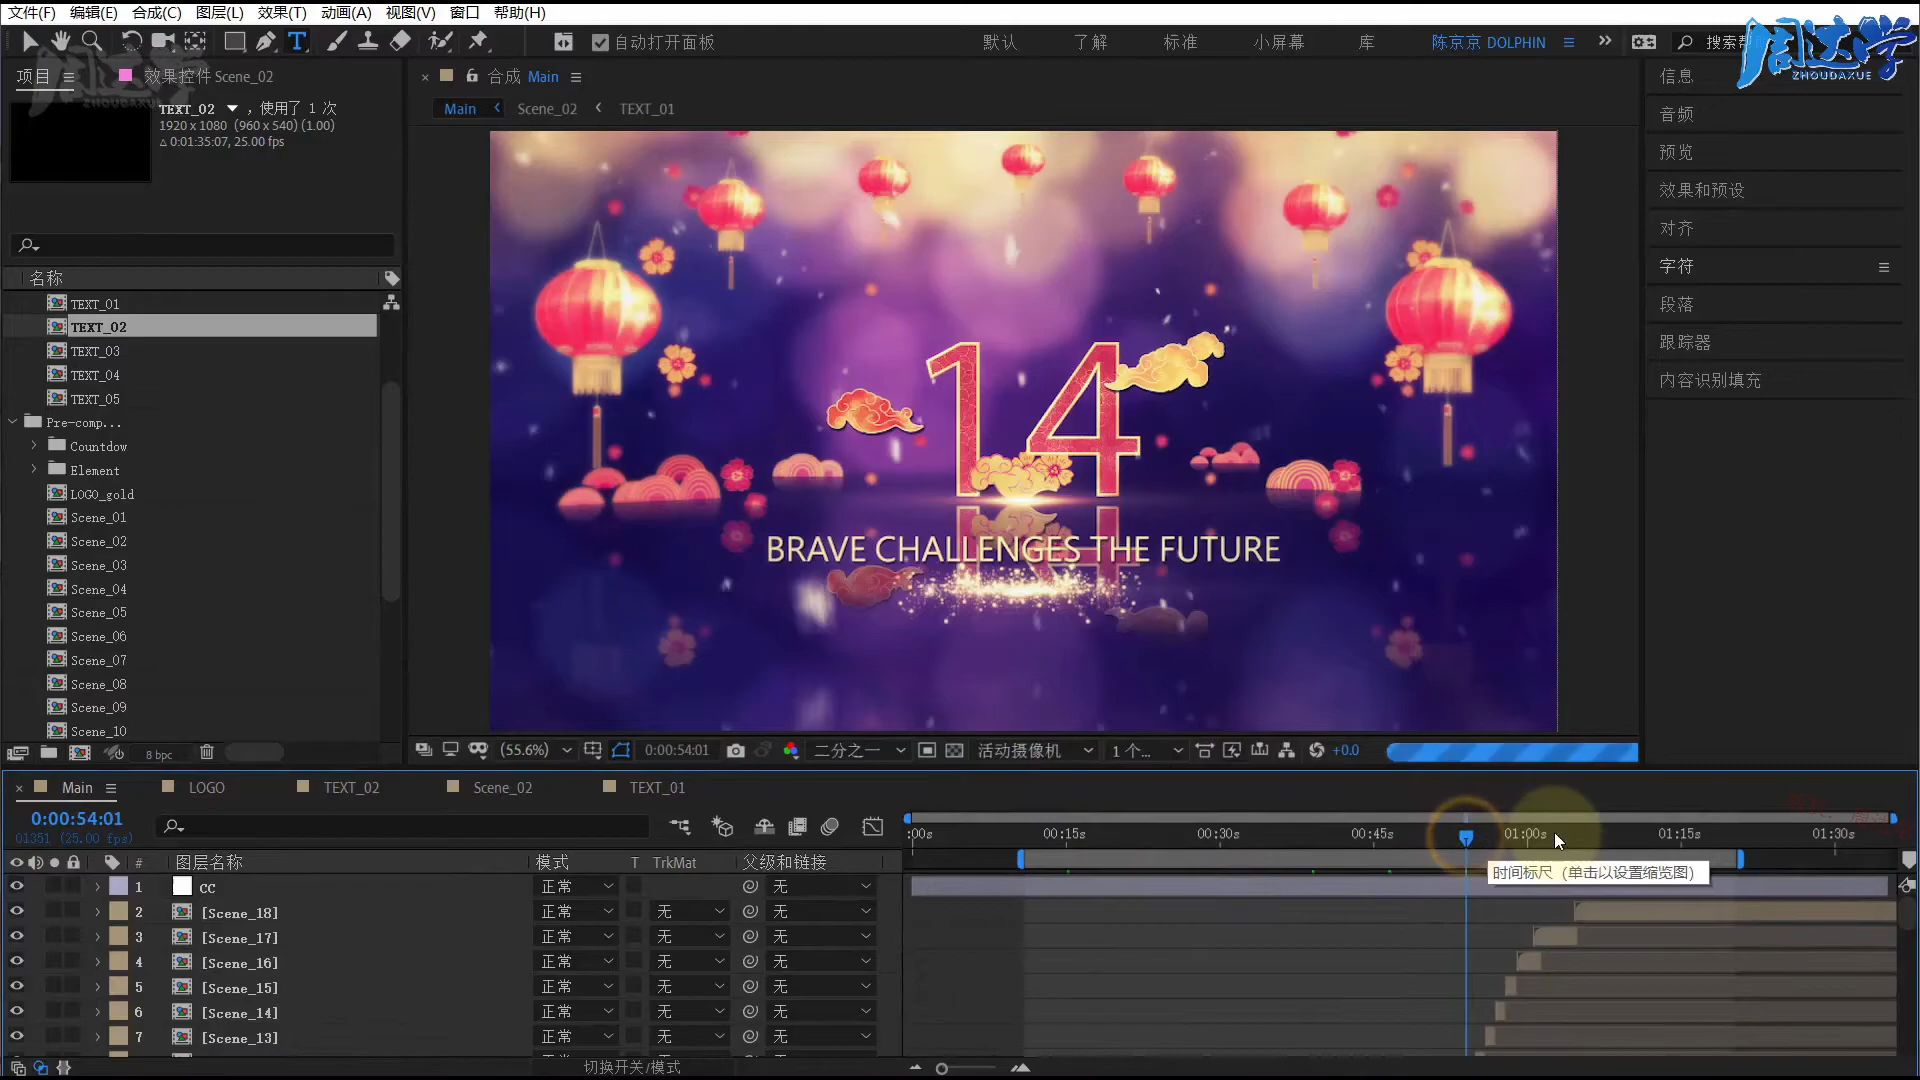 文件(F) 编辑(E) 合成(C) 图层(L) 效果(T) 动画(A) 视图(V) 窗口 帮助(H)
T 自动打开面板 默认 了解 标准 小屏幕 库 陈京京 DOLPHIN 搜索帮
周达学
ZHOUDAXUE
项目 效果控件 Scene_02
合成 Main
TEXT_02 ，使用了 1 次
1920 x 1080 (960 x 540) (1.00)
△ 0:01:35:07, 25.00 fps
Main Scene_02 TEXT_01
名称
TEXT_01
TEXT_02
TEXT_03
TEXT_04
TEXT_05
Pre-comp...
Countdow
Element
LOGO_gold
Scene_01
Scene_02
Scene_03
Scene_04
Scene_05
Scene_06
Scene_07
Scene_08
Scene_09
Scene_10
8 bpc
14
BRAVE CHALLENGES THE FUTURE
(55.6%) 0:00:54:01 二分之一 活动摄像机 1 个... +0.0
信息
音频
预览
效果和预设
对齐
字符
段落
跟踪器
内容识别填充
Main LOGO TEXT_02 Scene_02 TEXT_01
0:00:54:01
01351 (25.00 fps)
:00s 00:15s 00:30s 00:45s 01:00s 01:15s 01:30s
时间标尺（单击以设置缩览图）
# 图层名称 模式 T TrkMat 父级和链接
1 cc 正常 无
2 [Scene_18] 正常 无 无
3 [Scene_17] 正常 无 无
4 [Scene_16] 正常 无 无
5 [Scene_15] 正常 无 无
6 [Scene_14] 正常 无 无
7 [Scene_13] 正常 无 无
切换开关/模式